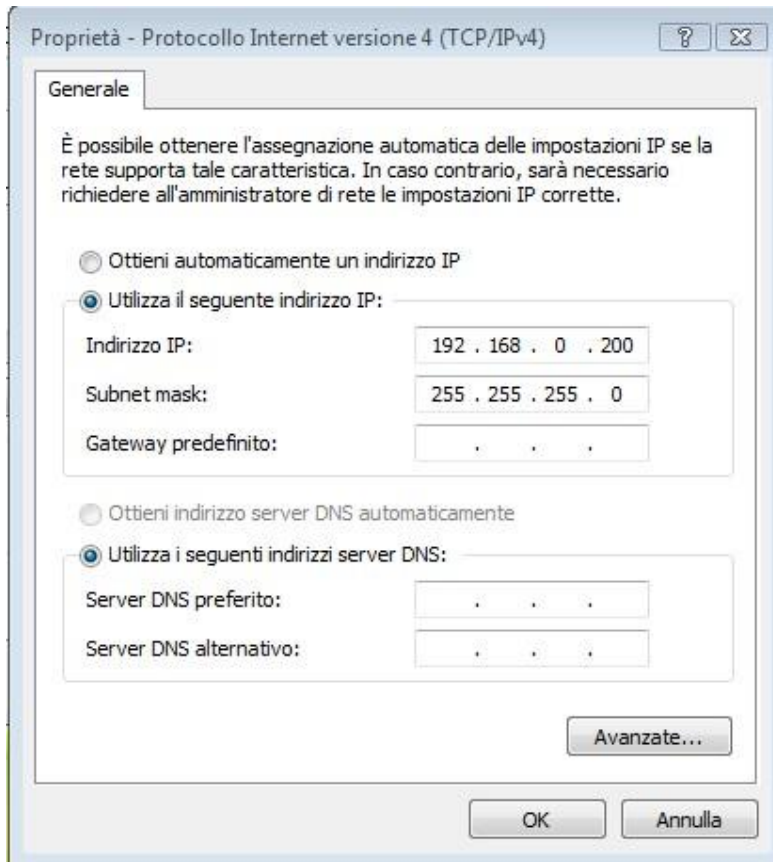 Proprietà - Protocollo Internet versione 4 (TCP/IPv4)
Generale
È possibile ottenere l'assegnazione automatica delle impostazioni IP se la
rete supporta tale caratteristica. In caso contrario, sarà necessario
richiedere all'amministratore di rete le impostazioni IP corrette.
Ottieni automaticamente un indirizzo IP
Utilizza il seguente indirizzo IP:
Indirizzo IP: 192 . 168 . 0 . 200
Subnet mask: 255 . 255 . 255 . 0
Gateway predefinito: . . .
Ottieni indirizzo server DNS automaticamente
Utilizza i seguenti indirizzi server DNS:
Server DNS preferito: . . .
Server DNS alternativo: . . .
Avanzate...
OK Annulla